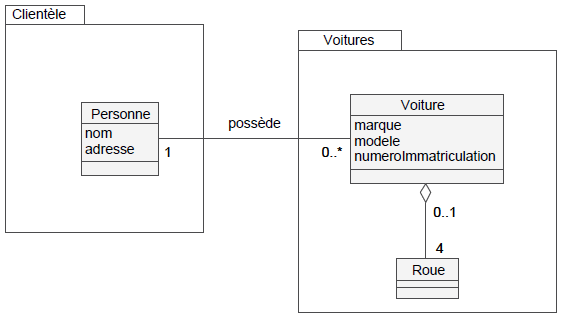 Clientèle
Personne
nom
adresse
1
possède
0..*
Voitures
Voiture
marque
modele
numeroImmatriculation
0..1
4
Roue